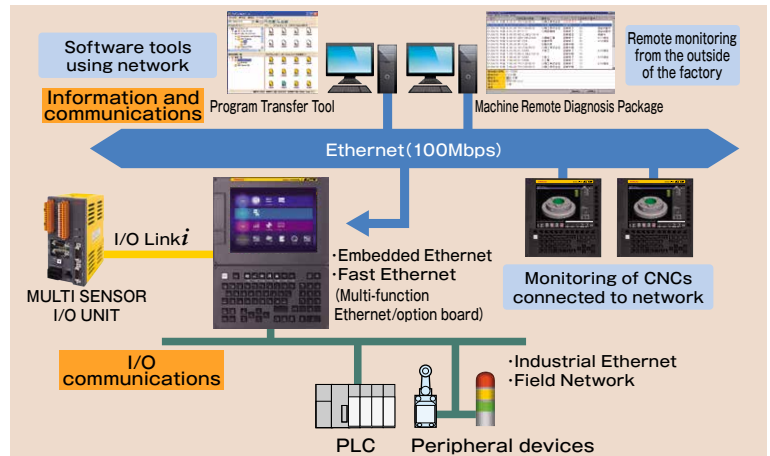 Software tools
using network
Remote monitoring
from the outside
of the factory
Information and
communications
Program Transfer Tool
Machine Remote Diagnosis Package
Ethernet(100Mbps)
I/O Link i
MULTI SENSOR
I/O UNIT
·Embedded Ethernet
·Fast Ethernet
(Multi-function
Ethernet/option board)
Monitoring of CNCs
connected to network
I/O
communications
·Industrial Ethernet
·Field Network
PLC
Peripheral devices